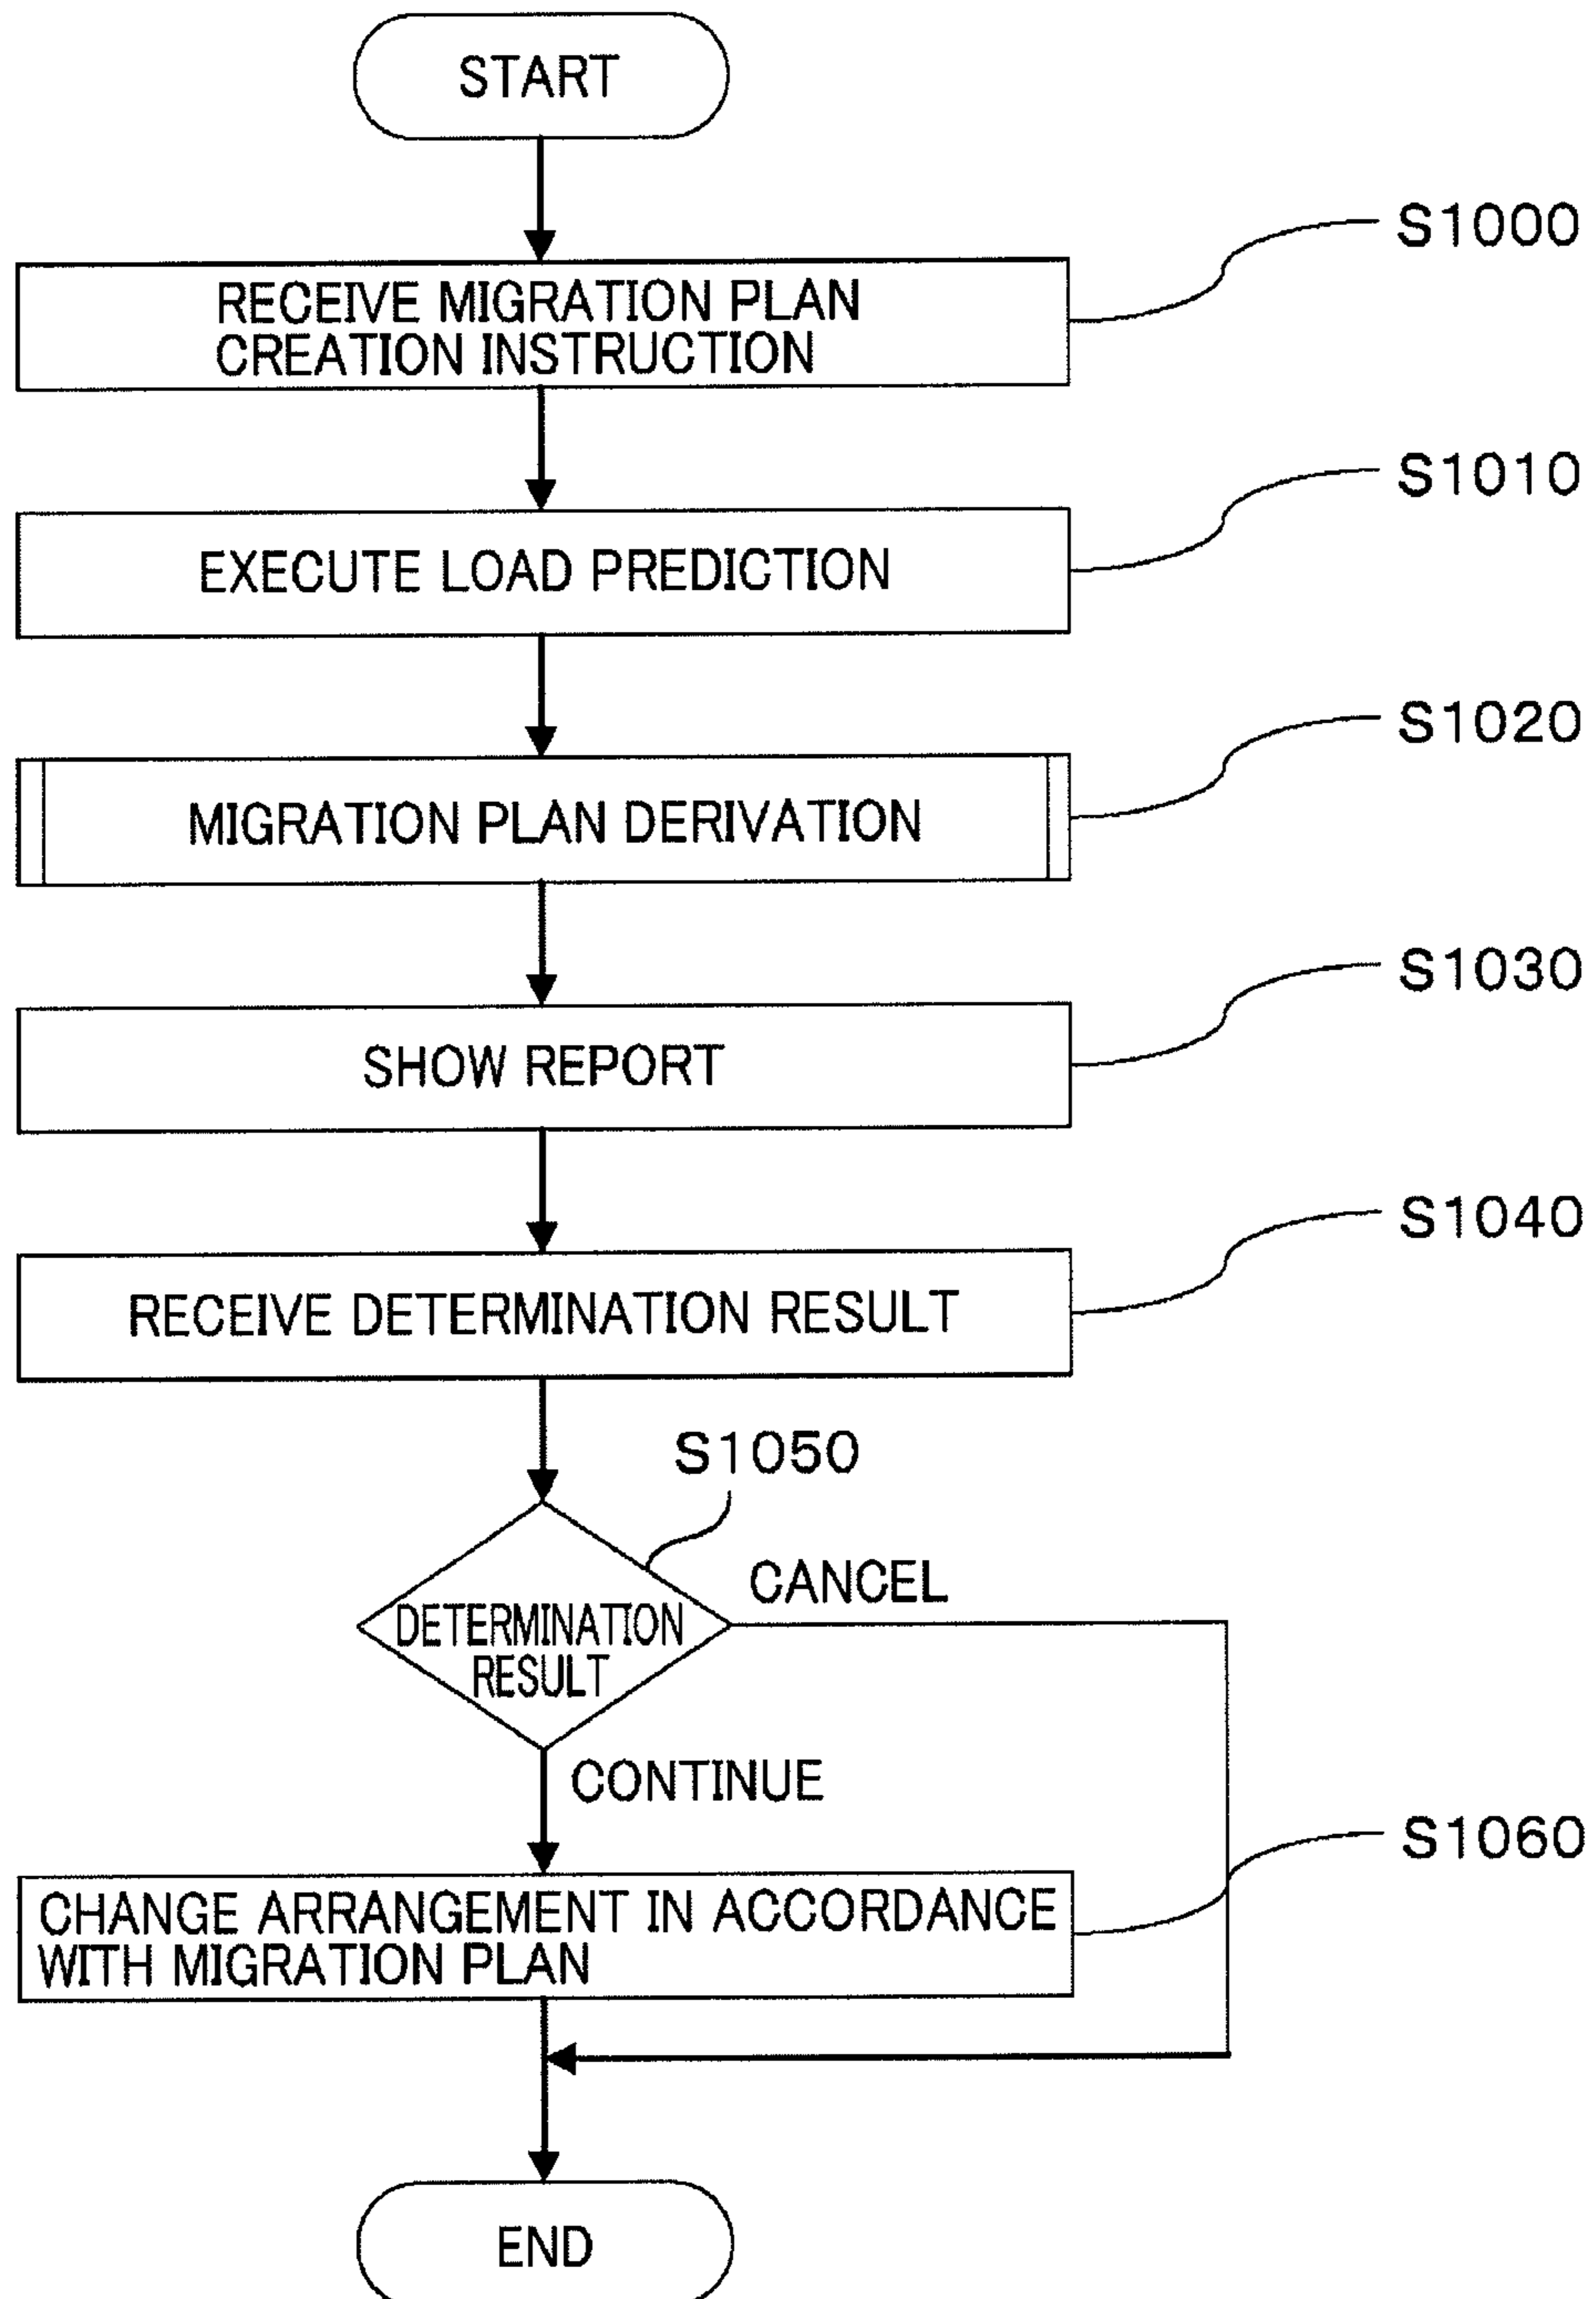 START
S1000
RECEIVE MIGRATION PLAN
CREATION INSTRUCTION
S1010
EXECUTE LOAD PREDICTION
S1020
MIGRATION PLAN DERIVATION
S1030
SHOW REPORT
S1040
RECEIVE DETERMINATION RESULT
S1050
CANCEL
DETERMINATION
RESULT
CONTINUE
S1060
CHANGE ARRANGEMENT IN ACCORDANCE
WITH MIGRATION PLAN
END